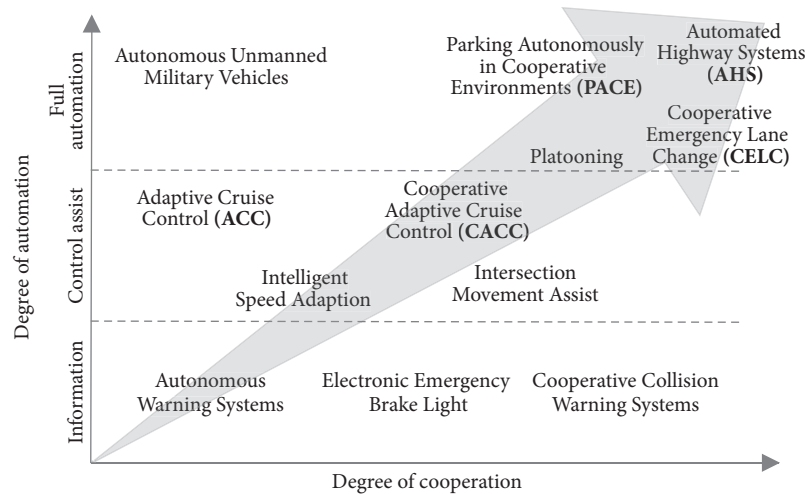 Degree of automation
Full
automation
Control assist
Information
Autonomous Unmanned
Military Vehicles
Parking Autonomously
in Cooperative
Environments (PACE)
Automated
Highway Systems
(AHS)
Cooperative
Emergency Lane
Change (CELC)
Platooning
Adaptive Cruise
Control (ACC)
Cooperative
Adaptive Cruise
Control (CACC)
Intelligent
Speed Adaption
Intersection
Movement Assist
Autonomous
Warning Systems
Electronic Emergency
Brake Light
Cooperative Collision
Warning Systems
Degree of cooperation